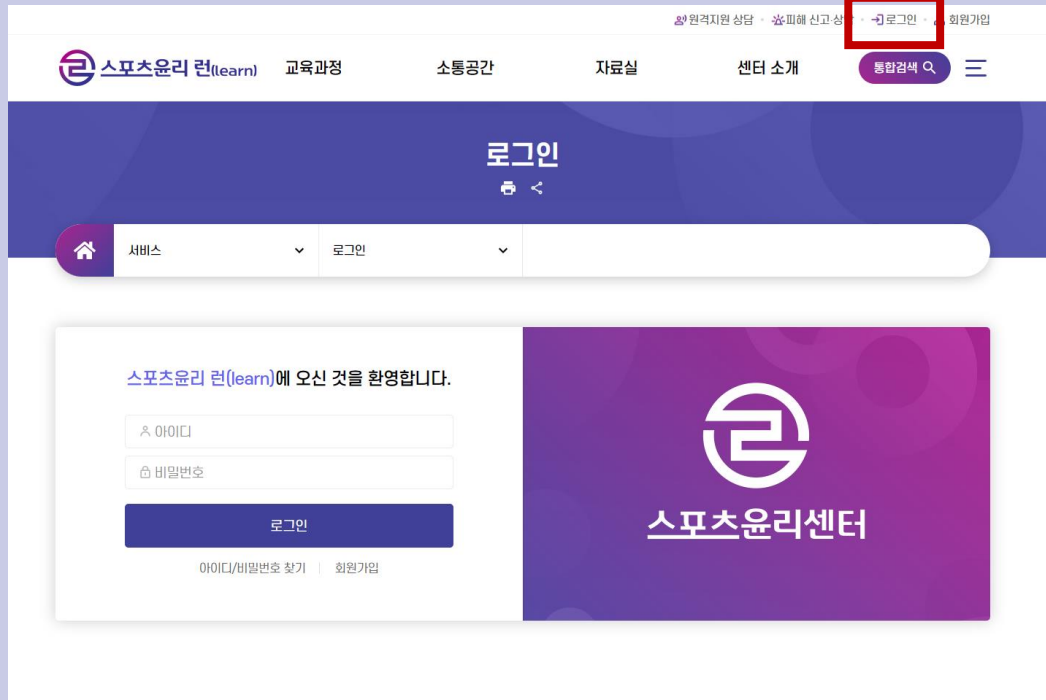 원격지원 상담 · 피해 신고·상담 · 로그인 · 회원가입
스포츠윤리 런(learn) 교육과정 소통공간 자료실 센터 소개 통합검색
로그인
서비스 로그인
스포츠윤리 런(learn)에 오신 것을 환영합니다.
아이디
비밀번호
로그인
아이디/비밀번호 찾기 | 회원가입
스포츠윤리센터